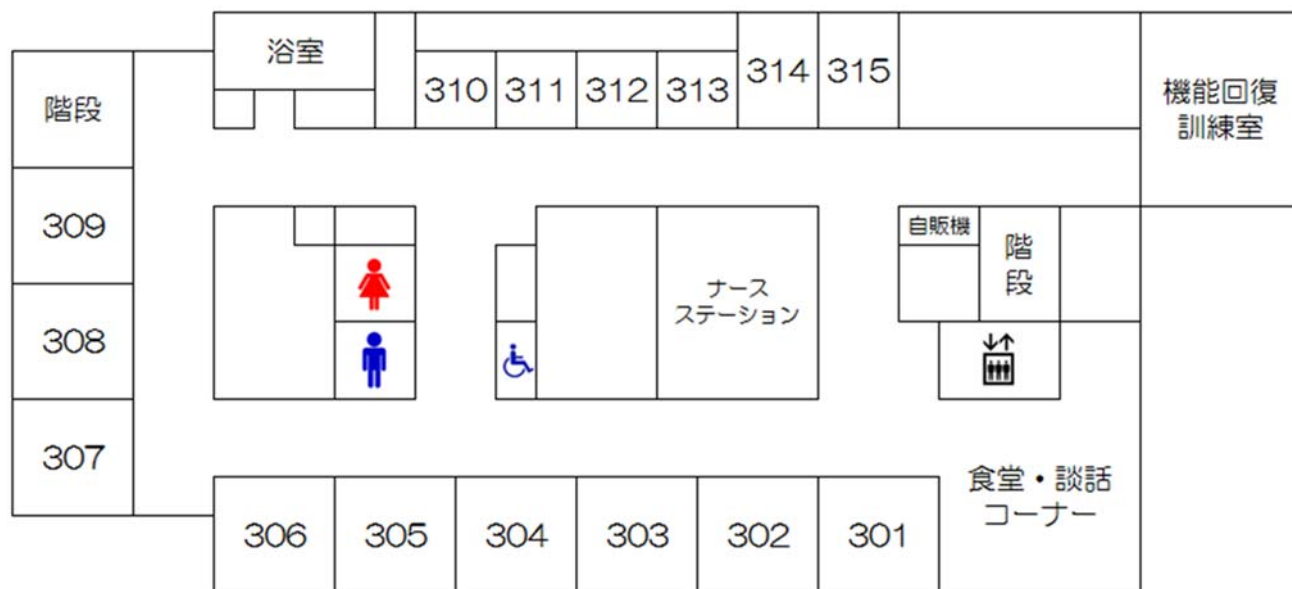 浴室
階段
310
311
312
313
314
315
機能回復
訓練室
309
自販機
階
段
ナース
ステーション
308
307
食堂・談話
コーナー
306
305
304
303
302
301